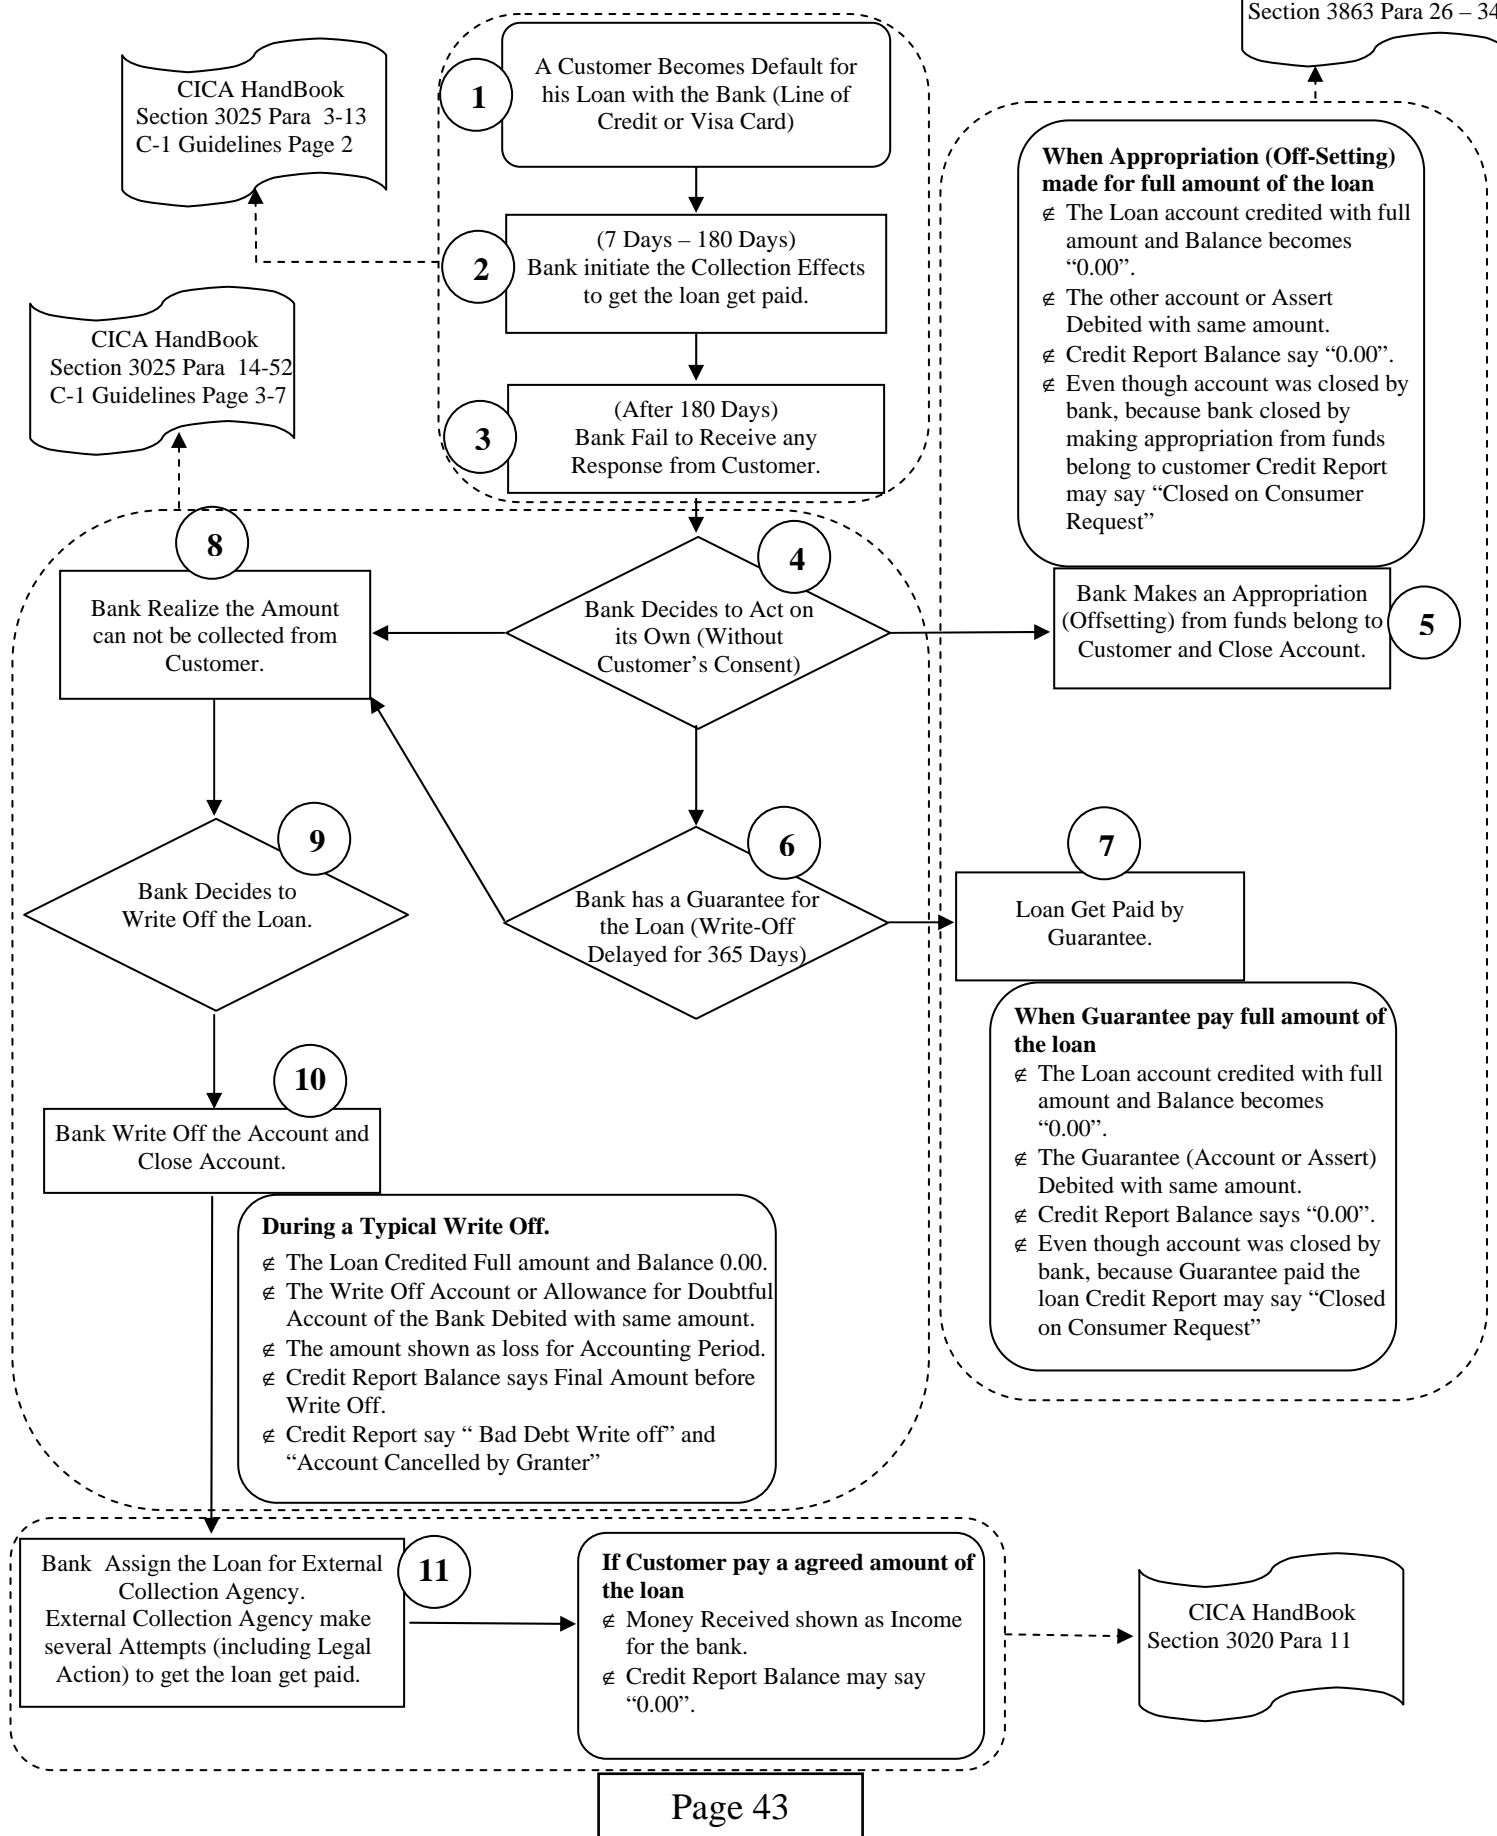 Section 3863 Para 26 – 34
CICA HandBook
Section 3025 Para 3-13
C-1 Guidelines Page 2
1
A Customer Becomes Default for
his Loan with the Bank (Line of
Credit or Visa Card)
When Appropriation (Off-Setting)
made for full amount of the loan
∉ The Loan account credited with full
amount and Balance becomes
“0.00”.
∉ The other account or Assert
Debited with same amount.
∉ Credit Report Balance say “0.00”.
∉ Even though account was closed by
bank, because bank closed by
making appropriation from funds
belong to customer Credit Report
may say “Closed on Consumer
Request”
2
(7 Days – 180 Days)
Bank initiate the Collection Effects
to get the loan get paid.
CICA HandBook
Section 3025 Para 14-52
C-1 Guidelines Page 3-7
3
(After 180 Days)
Bank Fail to Receive any
Response from Customer.
8
Bank Realize the Amount
can not be collected from
Customer.
4
Bank Decides to Act on
its Own (Without
Customer’s Consent)
Bank Makes an Appropriation
(Offsetting) from funds belong to
Customer and Close Account.
5
9
Bank Decides to
Write Off the Loan.
6
Bank has a Guarantee for
the Loan (Write-Off
Delayed for 365 Days)
7
Loan Get Paid by
Guarantee.
When Guarantee pay full amount of
the loan
∉ The Loan account credited with full
amount and Balance becomes
“0.00”.
∉ The Guarantee (Account or Assert)
Debited with same amount.
∉ Credit Report Balance says “0.00”.
∉ Even though account was closed by
bank, because Guarantee paid the
loan Credit Report may say “Closed
on Consumer Request”
10
Bank Write Off the Account and
Close Account.
During a Typical Write Off.
∉ The Loan Credited Full amount and Balance 0.00.
∉ The Write Off Account or Allowance for Doubtful
Account of the Bank Debited with same amount.
∉ The amount shown as loss for Accounting Period.
∉ Credit Report Balance says Final Amount before
Write Off.
∉ Credit Report say “ Bad Debt Write off” and
“Account Cancelled by Granter”
Bank Assign the Loan for External
Collection Agency.
External Collection Agency make
several Attempts (including Legal
Action) to get the loan get paid.
11
If Customer pay a agreed amount of
the loan
∉ Money Received shown as Income
for the bank.
∉ Credit Report Balance may say
“0.00”.
CICA HandBook
Section 3020 Para 11
Page 43